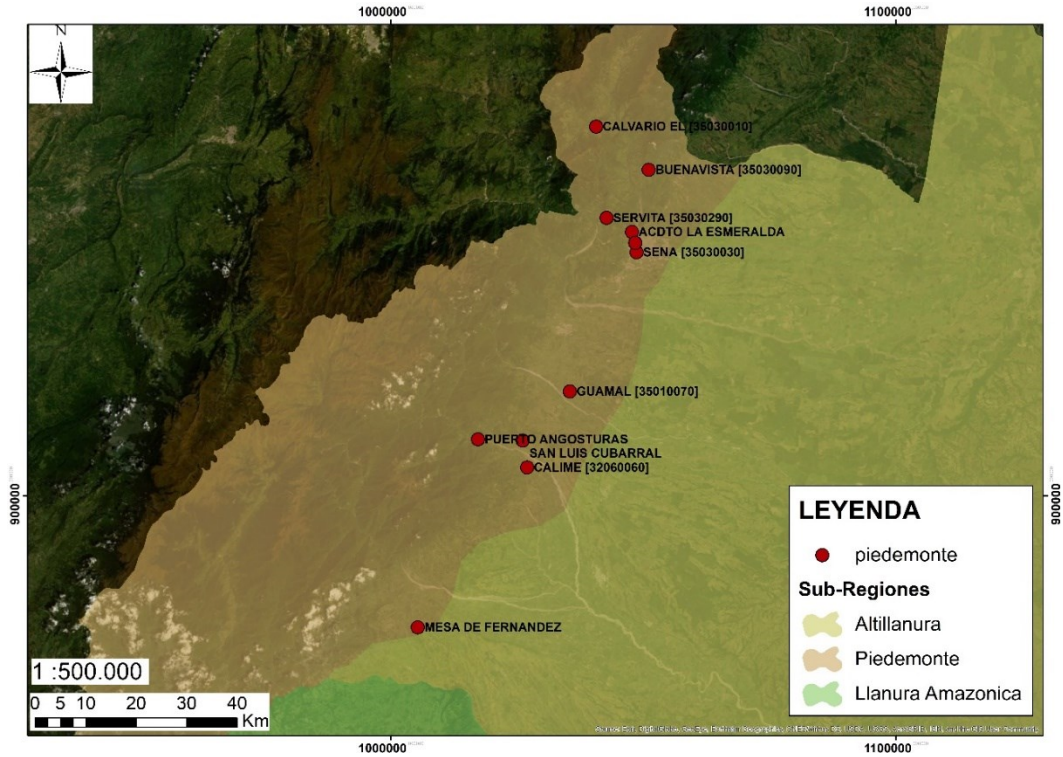 1000000
1100000
N
CALVARIO EL [35030010]
BUENAVISTA [35030090]
SERVITA [35030290]
ACDTO LA ESMERALDA
SENA [35030030]
GUAMAL [35010070]
PUERTO ANGOSTURAS
SAN LUIS CUBARRAL
CALIME [32060060]
900000
900000
MESA DE FERNANDEZ
LEYENDA
piedemonte
Sub-Regiones
Altillanura
Piedemonte
Llanura Amazonica
1 :500.000
0 5 10 20 30 40
Km
1000000
1100000